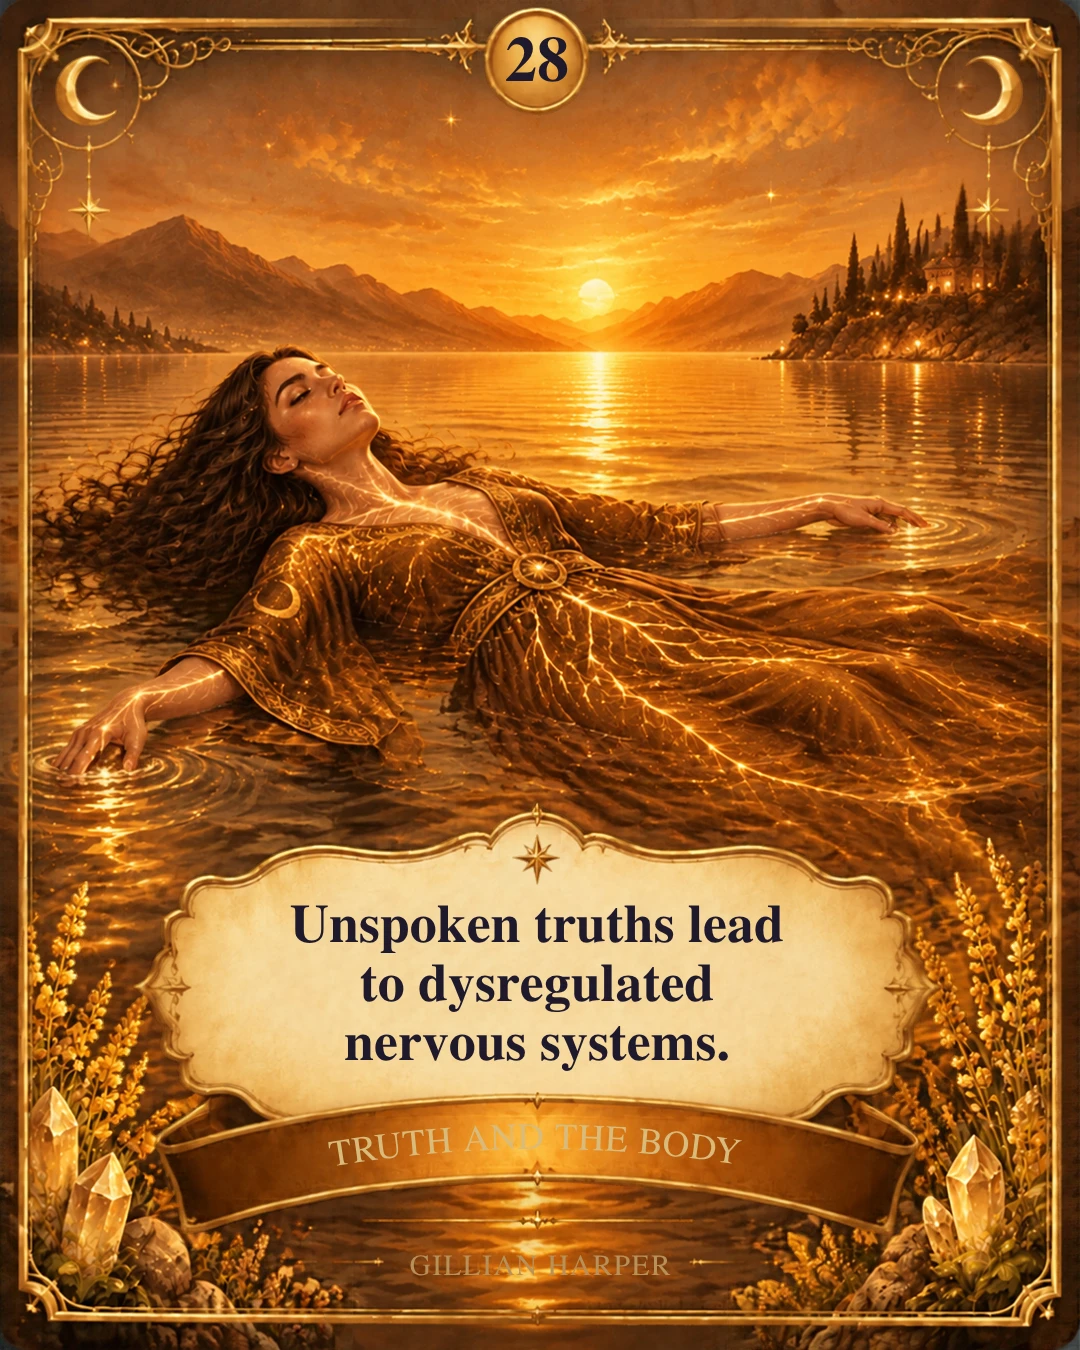 28
Unspoken truths lead
to dysregulated
nervous systems.
TRUTH AND THE BODY
GILLIAN HARPER